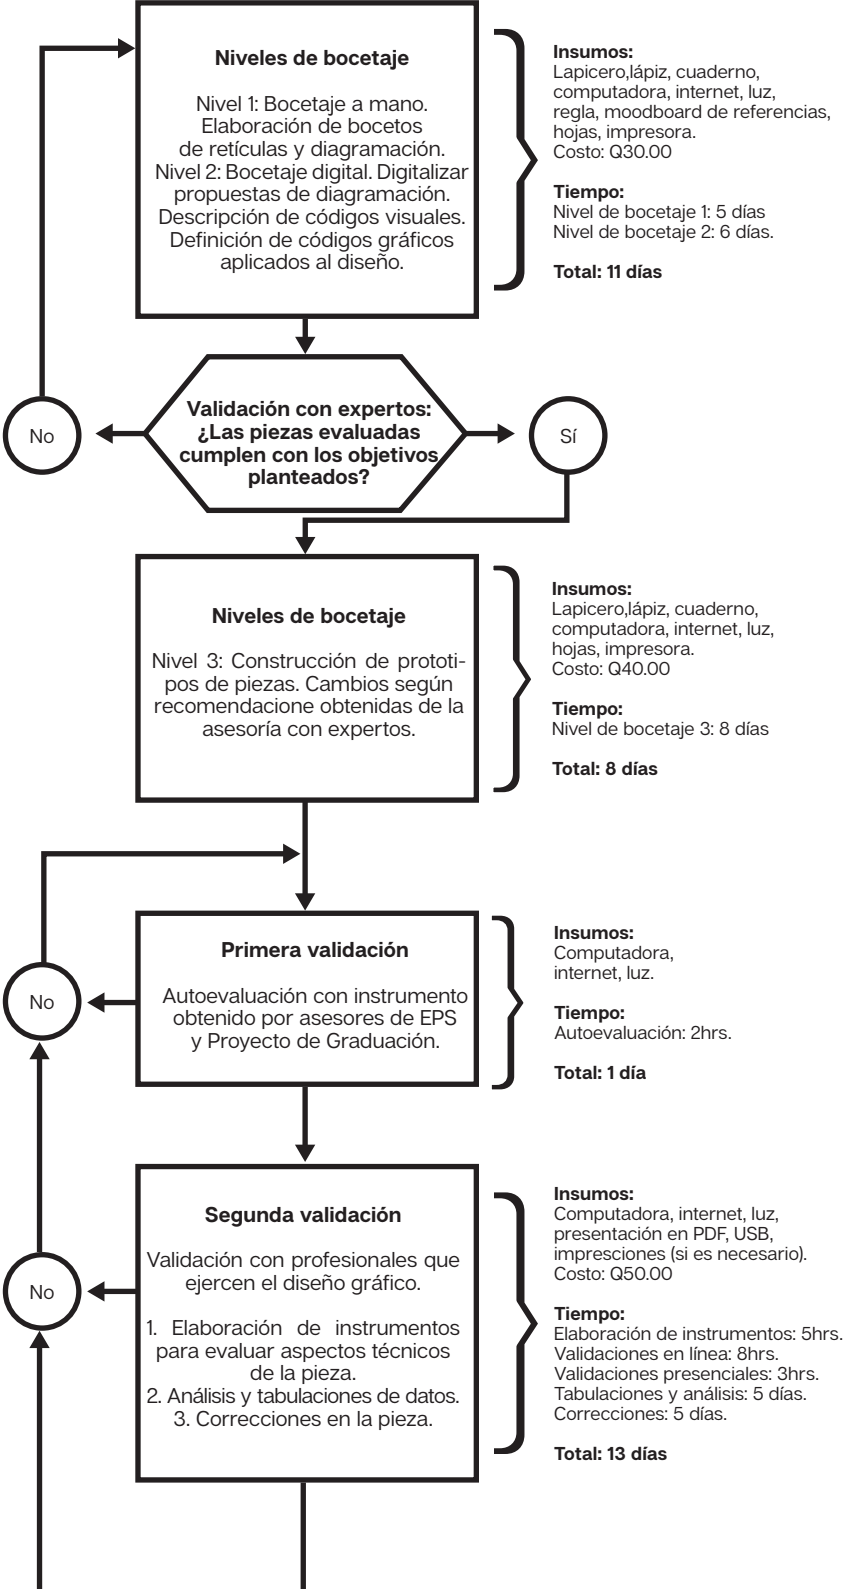 Niveles de bocetaje
Nivel 1: Bocetaje a mano.
Elaboración de bocetos
de retículas y diagramación.
Nivel 2: Bocetaje digital. Digitalizar
propuestas de diagramación.
Descripción de códigos visuales.
Definición de códigos gráficos
aplicados al diseño.
Insumos:
Lapicero,lápiz, cuaderno,
computadora, internet, luz,
regla, moodboard de referencias,
hojas, impresora.
Costo: Q30.00
Tiempo:
Nivel de bocetaje 1: 5 días
Nivel de bocetaje 2: 6 días.
Total: 11 días
No
Validación con expertos:
¿Las piezas evaluadas
cumplen con los objetivos
planteados?
Sí
Niveles de bocetaje
Nivel 3: Construcción de prototi-
pos de piezas. Cambios según
recomendacione obtenidas de la
asesoría con expertos.
Insumos:
Lapicero,lápiz, cuaderno,
computadora, internet, luz,
hojas, impresora.
Costo: Q40.00
Tiempo:
Nivel de bocetaje 3: 8 días
Total: 8 días
No
Primera validación
Autoevaluación con instrumento
obtenido por asesores de EPS
y Proyecto de Graduación.
Insumos:
Computadora,
internet, luz.
Tiempo:
Autoevaluación: 2hrs.
Total: 1 día
No
Segunda validación
Validación con profesionales que
ejercen el diseño gráfico.
1. Elaboración de instrumentos
para evaluar aspectos técnicos
de la pieza.
2. Análisis y tabulaciones de datos.
3. Correcciones en la pieza.
Insumos:
Computadora, internet, luz,
presentación en PDF, USB,
impresciones (si es necesario).
Costo: Q50.00
Tiempo:
Elaboración de instrumentos: 5hrs.
Validaciones en línea: 8hrs.
Validaciones presenciales: 3hrs.
Tabulaciones y análisis: 5 días.
Correcciones: 5 días.
Total: 13 días